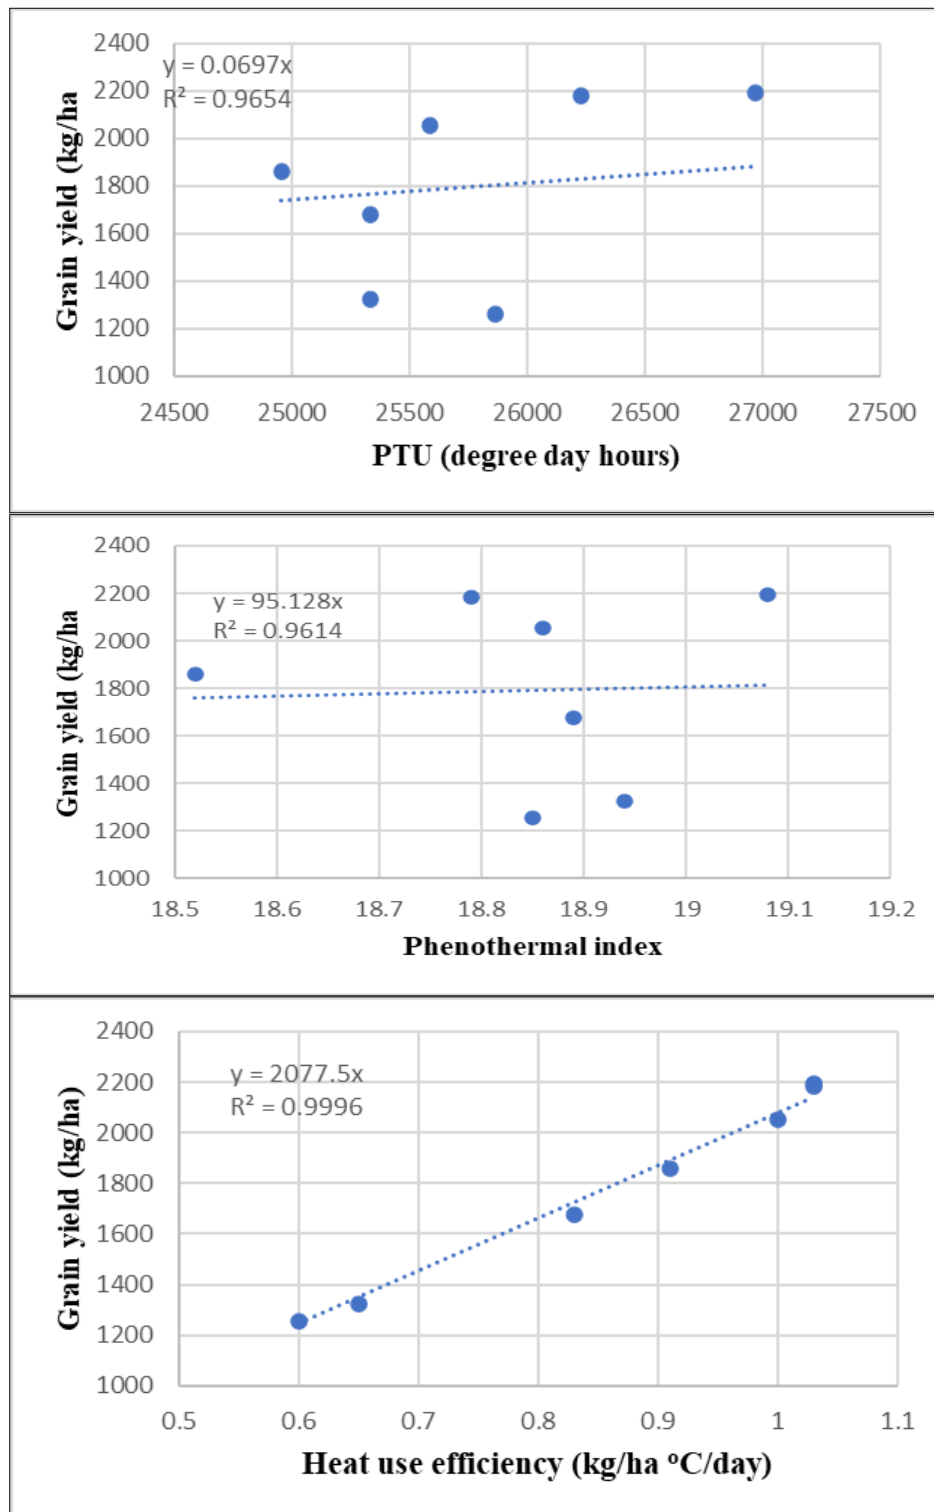 2400
y = 0.0697x
R² = 0.9654
2200
2000
1800
1600
1400
1200
1000
Grain yield (kg/ha
24500 25000 25500 26000 26500 27000 27500
PTU (degree day hours)
2400
y = 95.128x
R² = 0.9614
2200
2000
1800
1600
1400
1200
1000
Grain yield (kg/ha
18.5 18.6 18.7 18.8 18.9 19 19.1 19.2
Phenothermal index
2400
y = 2077.5x
R² = 0.9996
2200
2000
1800
1600
1400
1200
1000
Grain yield (kg/ha)
0.5 0.6 0.7 0.8 0.9 1 1.1
Heat use efficiency (kg/ha ᵒC/day)